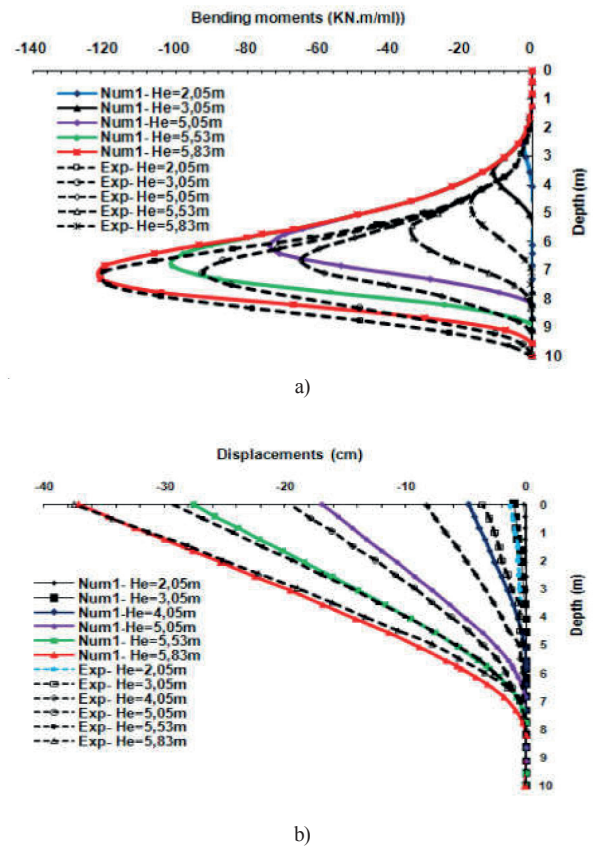 Bending moments (KN.m/ml))
-140 -120 -100 -80 -60 -40 -20 0
0
1
2
3
4
5
6
7
8
9
10
Depth (m)
Num1- He=2,05m
Num1- He=3,05m
Num1-He=5,05m
Num1- He=5,53m
Num1- He=5,83m
Exp- He=2,05m
Exp- He=3,05m
Exp- He=5,05m
Exp- He=5,53m
Exp- He=5,83m
a)
Displacements (cm)
-40 -30 -20 -10 0
0
1
2
3
4
5
6
7
8
9
10
Depth (m)
Num1- He=2,05m
Num1- He=3,05m
Num1-He=4,05m
Num1- He=5,05m
Num1- He=5,53m
Num1- He=5,83m
Exp- He=2,05m
Exp- He=3,05m
Exp- He=4,05m
Exp- He=5,05m
Exp- He=5,53m
Exp- He=5,83m
b)